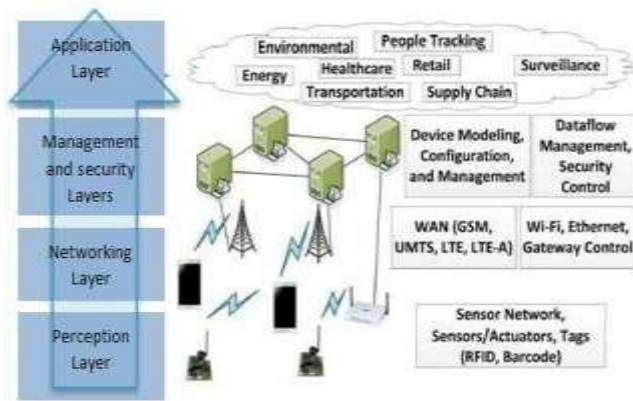 Application
Layer
Environmental
People Tracking
Energy
Healthcare
Retail
Surveillance
Transportation
Supply Chain
Management
and security
Layers
Device Modeling,
Configuration,
and Management
Dataflow
Management,
Security
Control
Networking
Layer
WAN (GSM,
UMTS, LTE, LTE-A)
Wi-Fi, Ethernet,
Gateway Control
Perception
Layer
Sensor Network,
Sensors/Actuators, Tags
(RFID, Barcode)